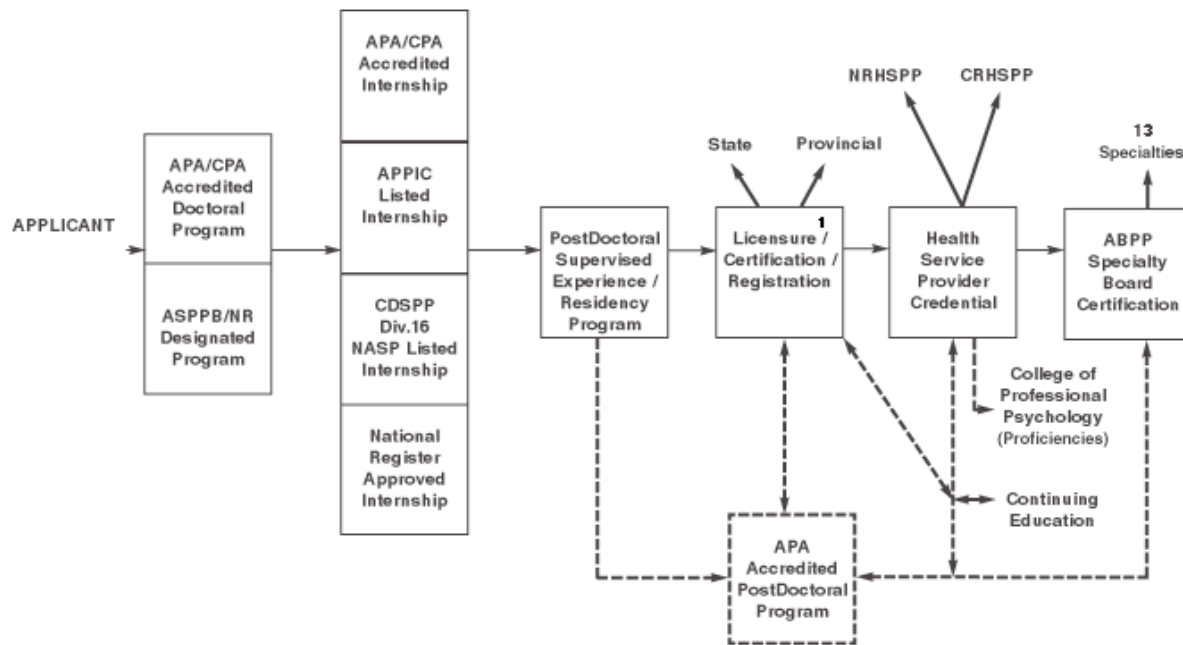 APPLICANT
APA/CPA
Accredited
Doctoral
Program
ASPPB/NR
Designated
Program
APA/CPA
Accredited
Internship
APPIC
Listed
Internship
CDSPP
Div.16
NASP Listed
Internship
National
Register
Approved
Internship
PostDoctoral
Supervised
Experience /
Residency
Program
State
Provincial
1
Licensure /
Certification /
Registration
NRHSPP
CRHSPP
Health
Service
Provider
Credential
13
Specialties
ABPP
Specialty
Board
Certification
College of
Professional
Psychology
(Proficiencies)
Continuing
Education
APA
Accredited
PostDoctoral
Program